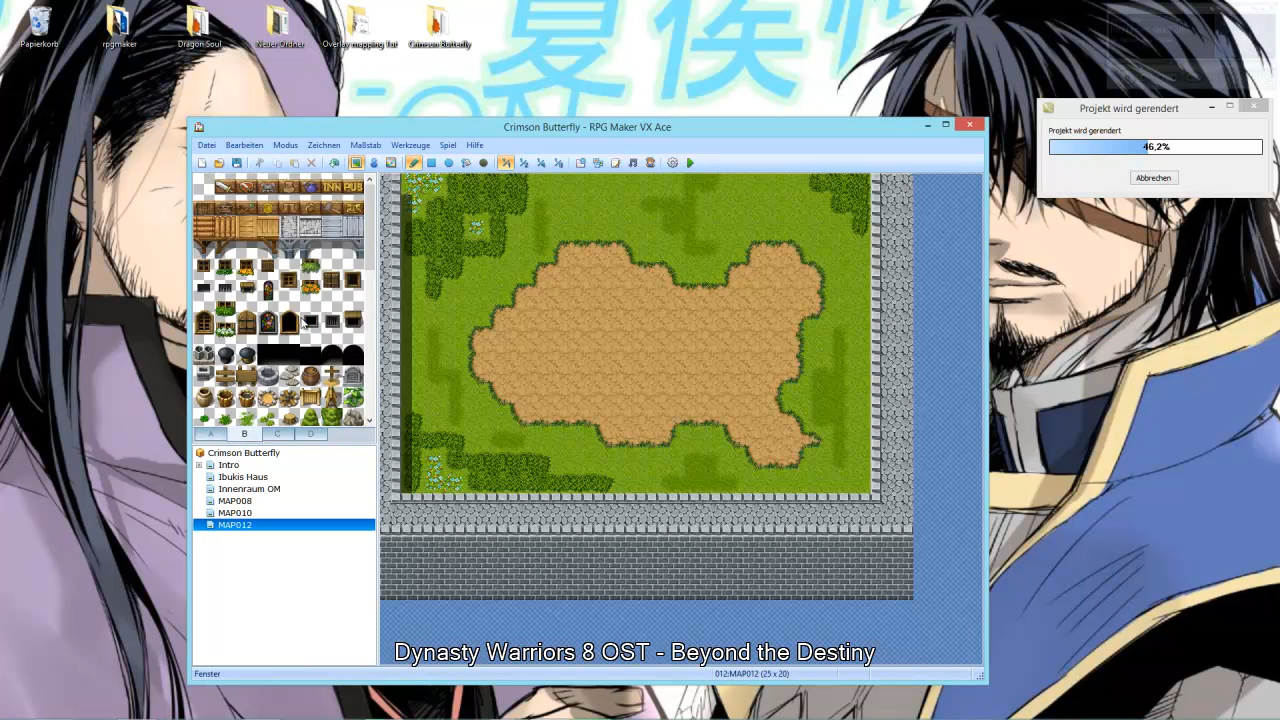 夏侯惇
Papierkorb
rpgmaker
Dragon Soul
Neuer Ordner
Overlay mapping Tut
Crimson Butterfly
Projekt wird gerendert
Projekt wird gerendert
46,2%
Abbrechen
Crimson Butterfly - RPG Maker VX Ace
Datei Bearbeiten Modus Zeichnen Maßstab Werkzeuge Spiel Hilfe
INN PUB
A B C D
Crimson Butterfly
Intro
Ibukis Haus
Innenraum OM
MAP008
MAP010
MAP012
Dynasty Warriors 8 OST - Beyond the Destiny
Fenster
012:MAP012 (25 x 20)